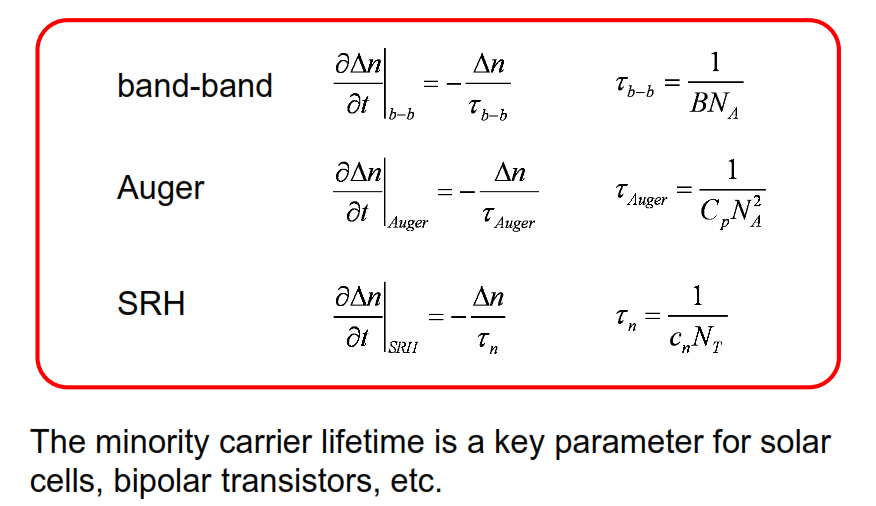 band-band ∂Δn/∂t|b−b = −Δn/τb−b τb−b = 1/BNA
Auger ∂Δn/∂t|Auger = −Δn/τAuger τAuger = 1/CpNA²
SRH ∂Δn/∂t|SRH = −Δn/τn τn = 1/cnNT
The minority carrier lifetime is a key parameter for solar
cells, bipolar transistors, etc.